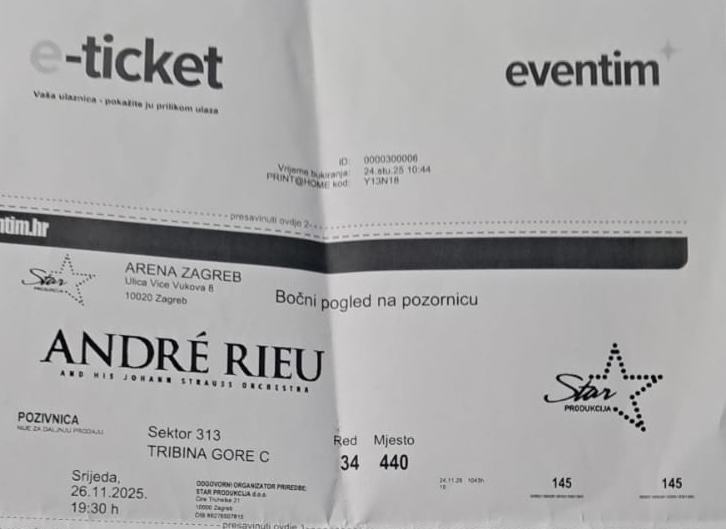 e-ticket
Vaša ulaznica - pokažite ju prilikom ulaza
eventim
ID: 0000300006
Vrijeme bukiranja: 24.stu.25 10:44
PRINT@HOME kod: Y13N18
presavinuti ovdje 2
ntim.hr
Star
PRODUKCIJA
ARENA ZAGREB
Ulica Vice Vukova 8
10020 Zagreb
Bočni pogled na pozornicu
ANDRÉ RIEU
AND HIS JOHANN STRAUSS ORCHESTRA
Star
PRODUKCIJA
POZIVNICA
NIJE ZA DALJNJU PRODAJU
Sektor 313
TRIBINA GORE C
Red Mjesto
34 440
Srijeda,
26.11.2025.
19:30 h
ODGOVORNI ORGANIZATOR PRIREDBE:
STAR PRODUKCIJA d.o.o.
10000 Zagreb
145
145
presavinuti ovdje 1